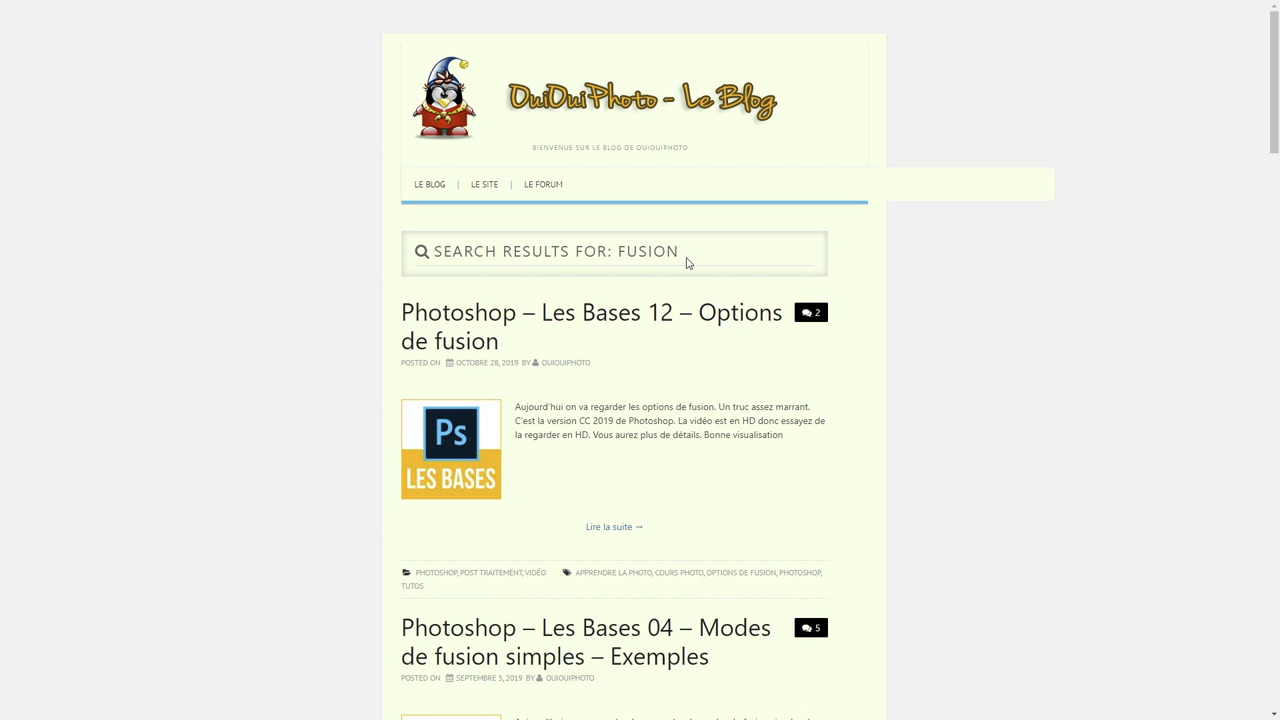 OuiOuiPhoto - Le Blog
BIENVENUE SUR LE BLOG DE OUIOUIPHOTO
LE BLOG | LE SITE | LE FORUM
SEARCH RESULTS FOR: FUSION
Photoshop – Les Bases 12 – Options
de fusion
2
POSTED ON OCTOBRE 28, 2019 BY OUIOUIPHOTO
Ps
LES BASES
Aujourd'hui on va regarder les options de fusion. Un truc assez marrant.
C'est la version CC 2019 de Photoshop. La vidéo est en HD donc essayez de
la regarder en HD. Vous aurez plus de détails. Bonne visualisation
Lire la suite →
PHOTOSHOP, POST TRAITEMENT, VIDÉO APPRENDRE LA PHOTO, COURS PHOTO, OPTIONS DE FUSION, PHOTOSHOP,
TUTOS
Photoshop – Les Bases 04 – Modes
de fusion simples – Exemples
5
POSTED ON SEPTEMBRE 5, 2019 BY OUIOUIPHOTO